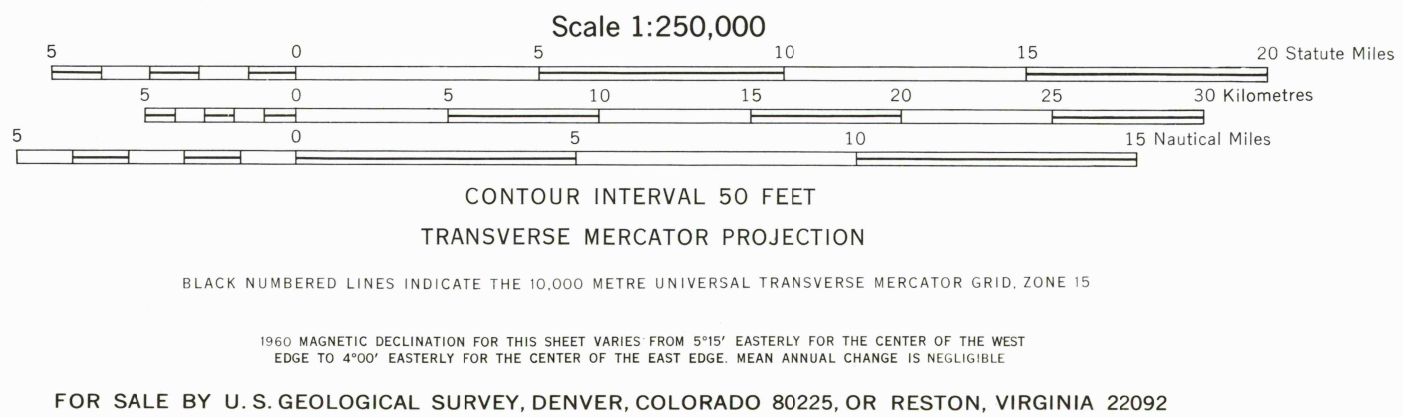 Scale 1:250,000
5 0 5 10 15 20 Statute Miles
5 0 5 10 15 20 25 30 Kilometres
5 0 5 10 15 Nautical Miles
CONTOUR INTERVAL 50 FEET
TRANSVERSE MERCATOR PROJECTION
BLACK NUMBERED LINES INDICATE THE 10,000 METRE UNIVERSAL TRANSVERSE MERCATOR GRID, ZONE 15
1960 MAGNETIC DECLINATION FOR THIS SHEET VARIES FROM 5°15′ EASTERLY FOR THE CENTER OF THE WEST
EDGE TO 4°00′ EASTERLY FOR THE CENTER OF THE EAST EDGE. MEAN ANNUAL CHANGE IS NEGLIGIBLE
FOR SALE BY U.S. GEOLOGICAL SURVEY, DENVER, COLORADO 80225, OR RESTON, VIRGINIA 22092